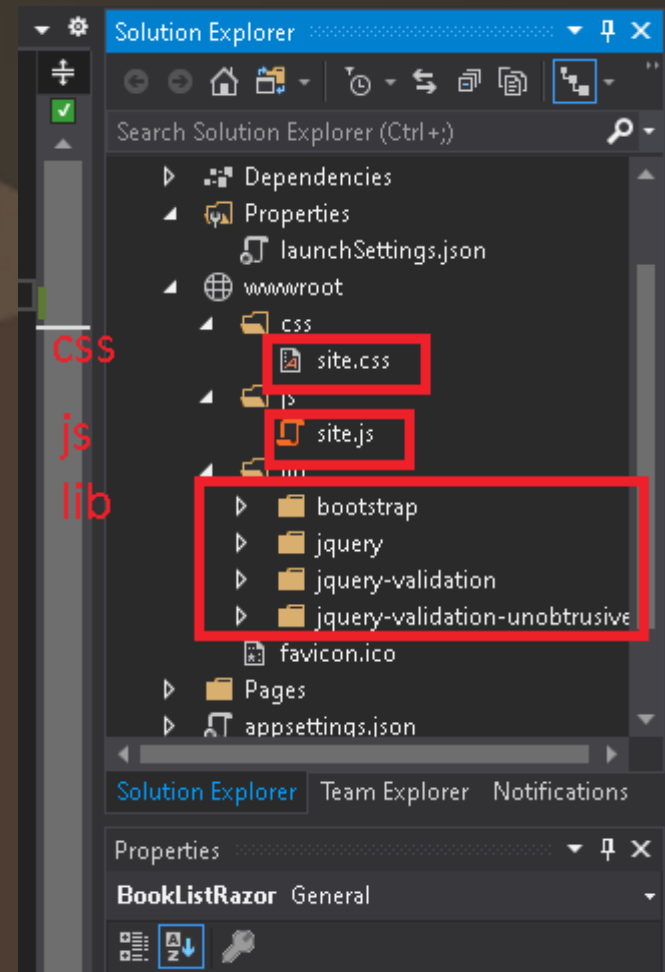 Solution Explorer
Search Solution Explorer (Ctrl+;)
Dependencies
Properties
launchSettings.json
wwwroot
css
css
site.css
js
js
site.js
lib
lib
bootstrap
jquery
jquery-validation
jquery-validation-unobtrusive
favicon.ico
Pages
appsettings.json
Solution Explorer Team Explorer Notifications
Properties
BookListRazor General